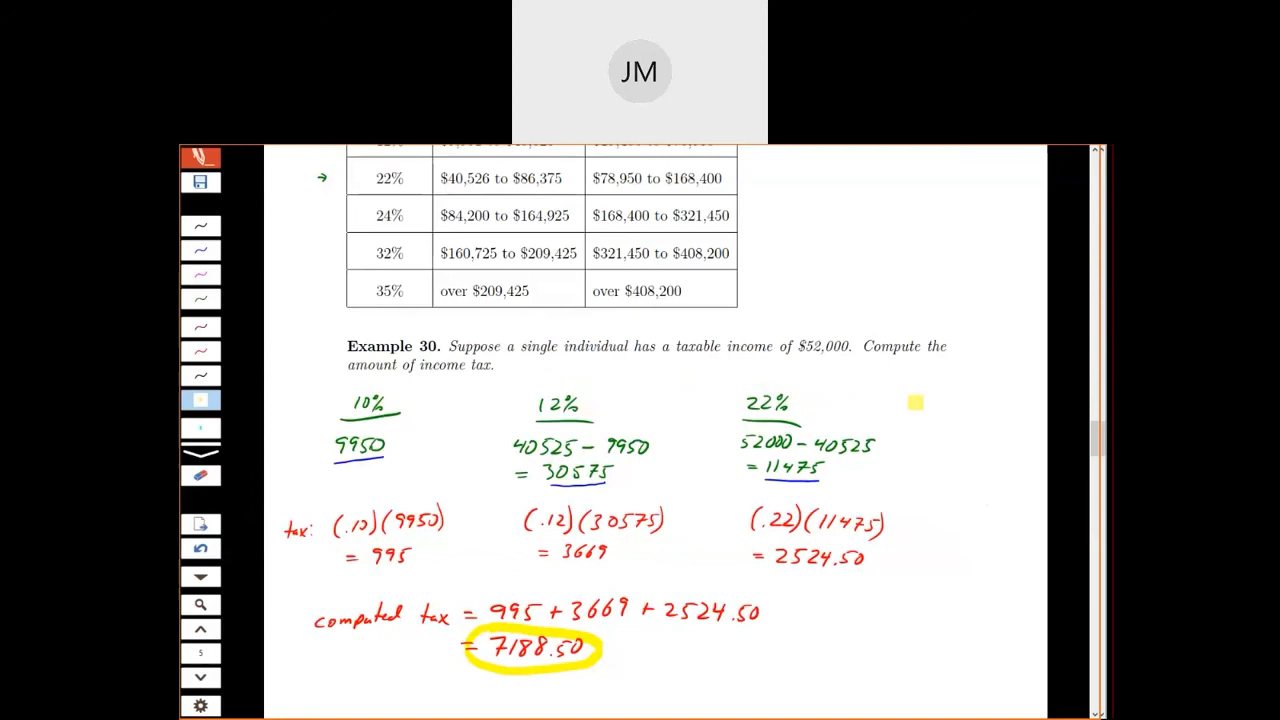 JM
22% $40,526 to $86,375 $78,950 to $168,400
24% $84,200 to $164,925 $168,400 to $321,450
32% $160,725 to $209,425 $321,450 to $408,200
35% over $209,425 over $408,200
Example 30. Suppose a single individual has a taxable income of $52,000. Compute the
amount of income tax.
10% 12% 22%
9950 40525 - 9950 52000 - 40525
= 30575 = 11475
tax: (.10)(9950) (.12)(30575) (.22)(11475)
= 995 = 3669 = 2524.50
computed tax = 995 + 3669 + 2524.50
= 7188.50
5